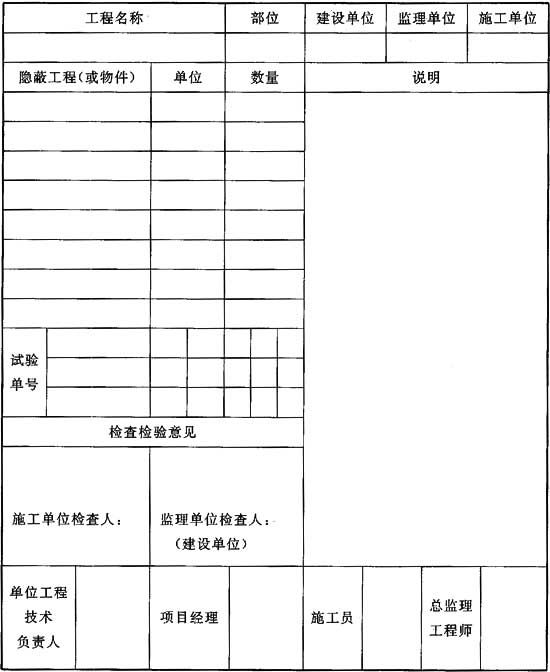 工程名称 部位 建设单位 监理单位 施工单位
隐蔽工程(或物件) 单位 数量 说明
试验
单号
检查检验意见
施工单位检查人: 监理单位检查人:
(建设单位)
单位工程
技术
负责人
项目经理
施工员
总监理
工程师